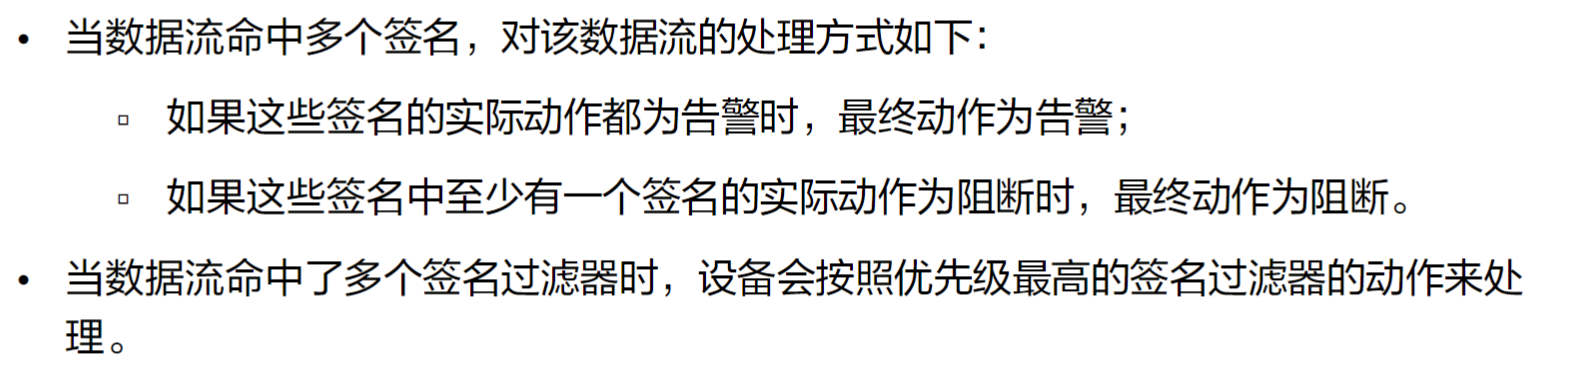 • 当数据流命中多个签名，对该数据流的处理方式如下：
▫ 如果这些签名的实际动作都为告警时，最终动作为告警；
▫ 如果这些签名中至少有一个签名的实际动作为阻断时，最终动作为阻断。
• 当数据流命中了多个签名过滤器时，设备会按照优先级最高的签名过滤器的动作来处
理。